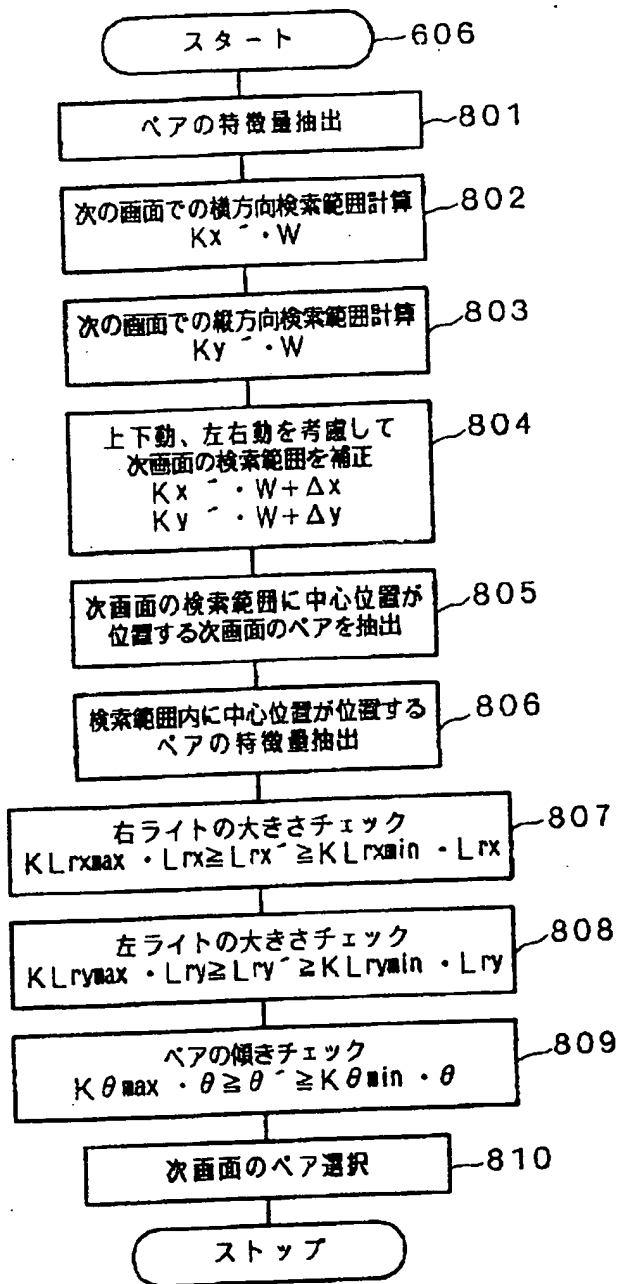 スタート
606
ペアの特徴量抽出
801
次の画面での横方向検索範囲計算
Kx´・W
802
次の画面での縦方向検索範囲計算
Ky´・W
803
上下動、左右動を考慮して
次画面の検索範囲を補正
Kx´・W+Δx
Ky´・W+Δy
804
次画面の検索範囲に中心位置が
位置する次画面のペアを抽出
805
検索範囲内に中心位置が位置する
ペアの特徴量抽出
806
右ライトの大きさチェック
KLrxmax・Lrx≧Lrx´≧KLrxmin・Lrx
807
左ライトの大きさチェック
KLrymax・Lry≧Lry´≧KLrymin・Lry
808
ペアの傾きチェック
Kθmax・θ≧θ´≧Kθmin・θ
809
次画面のペア選択
810
ストップ